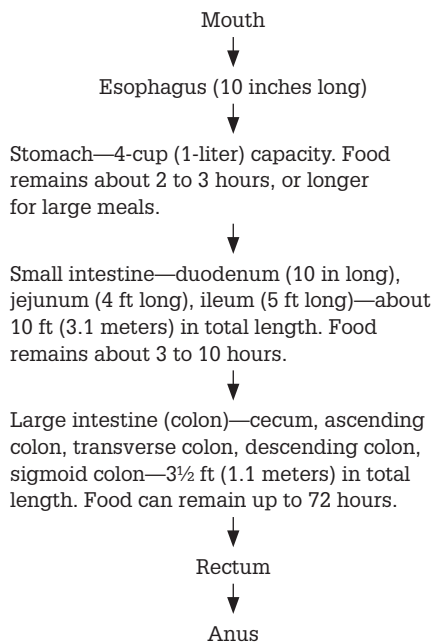 Mouth
Esophagus (10 inches long)
Stomach—4-cup (1-liter) capacity. Food
remains about 2 to 3 hours, or longer
for large meals.
Small intestine—duodenum (10 in long),
jejunum (4 ft long), ileum (5 ft long)—about
10 ft (3.1 meters) in total length. Food
remains about 3 to 10 hours.
Large intestine (colon)—cecum, ascending
colon, transverse colon, descending colon,
sigmoid colon—3½ ft (1.1 meters) in total
length. Food can remain up to 72 hours.
Rectum
Anus